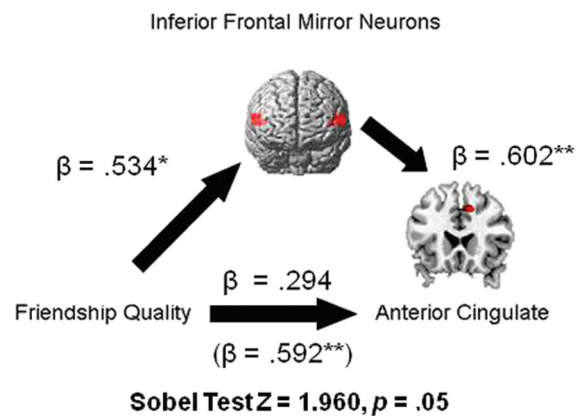 Inferior Frontal Mirror Neurons
β = .534*
β = .602**
β = .294
Friendship Quality
Anterior Cingulate
(β = .592**)
Sobel Test Z = 1.960, p = .05